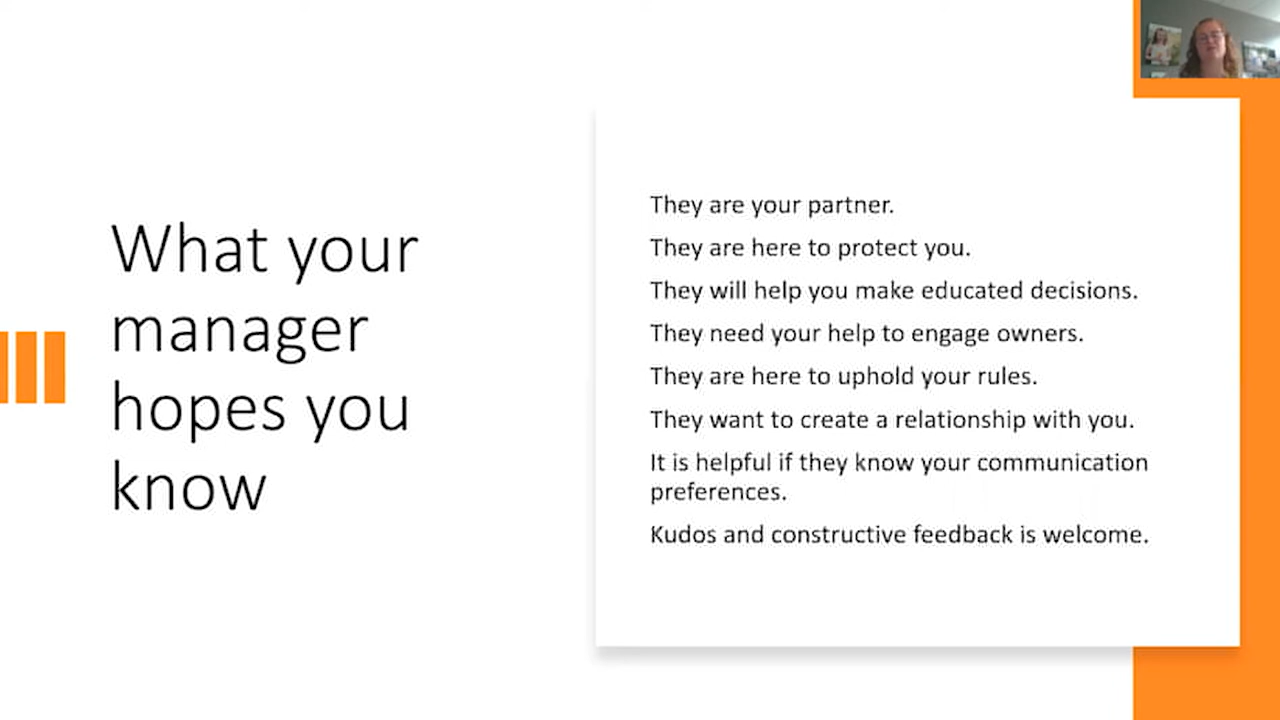 What your
manager
hopes you
know
They are your partner.
They are here to protect you.
They will help you make educated decisions.
They need your help to engage owners.
They are here to uphold your rules.
They want to create a relationship with you.
It is helpful if they know your communication
preferences.
Kudos and constructive feedback is welcome.